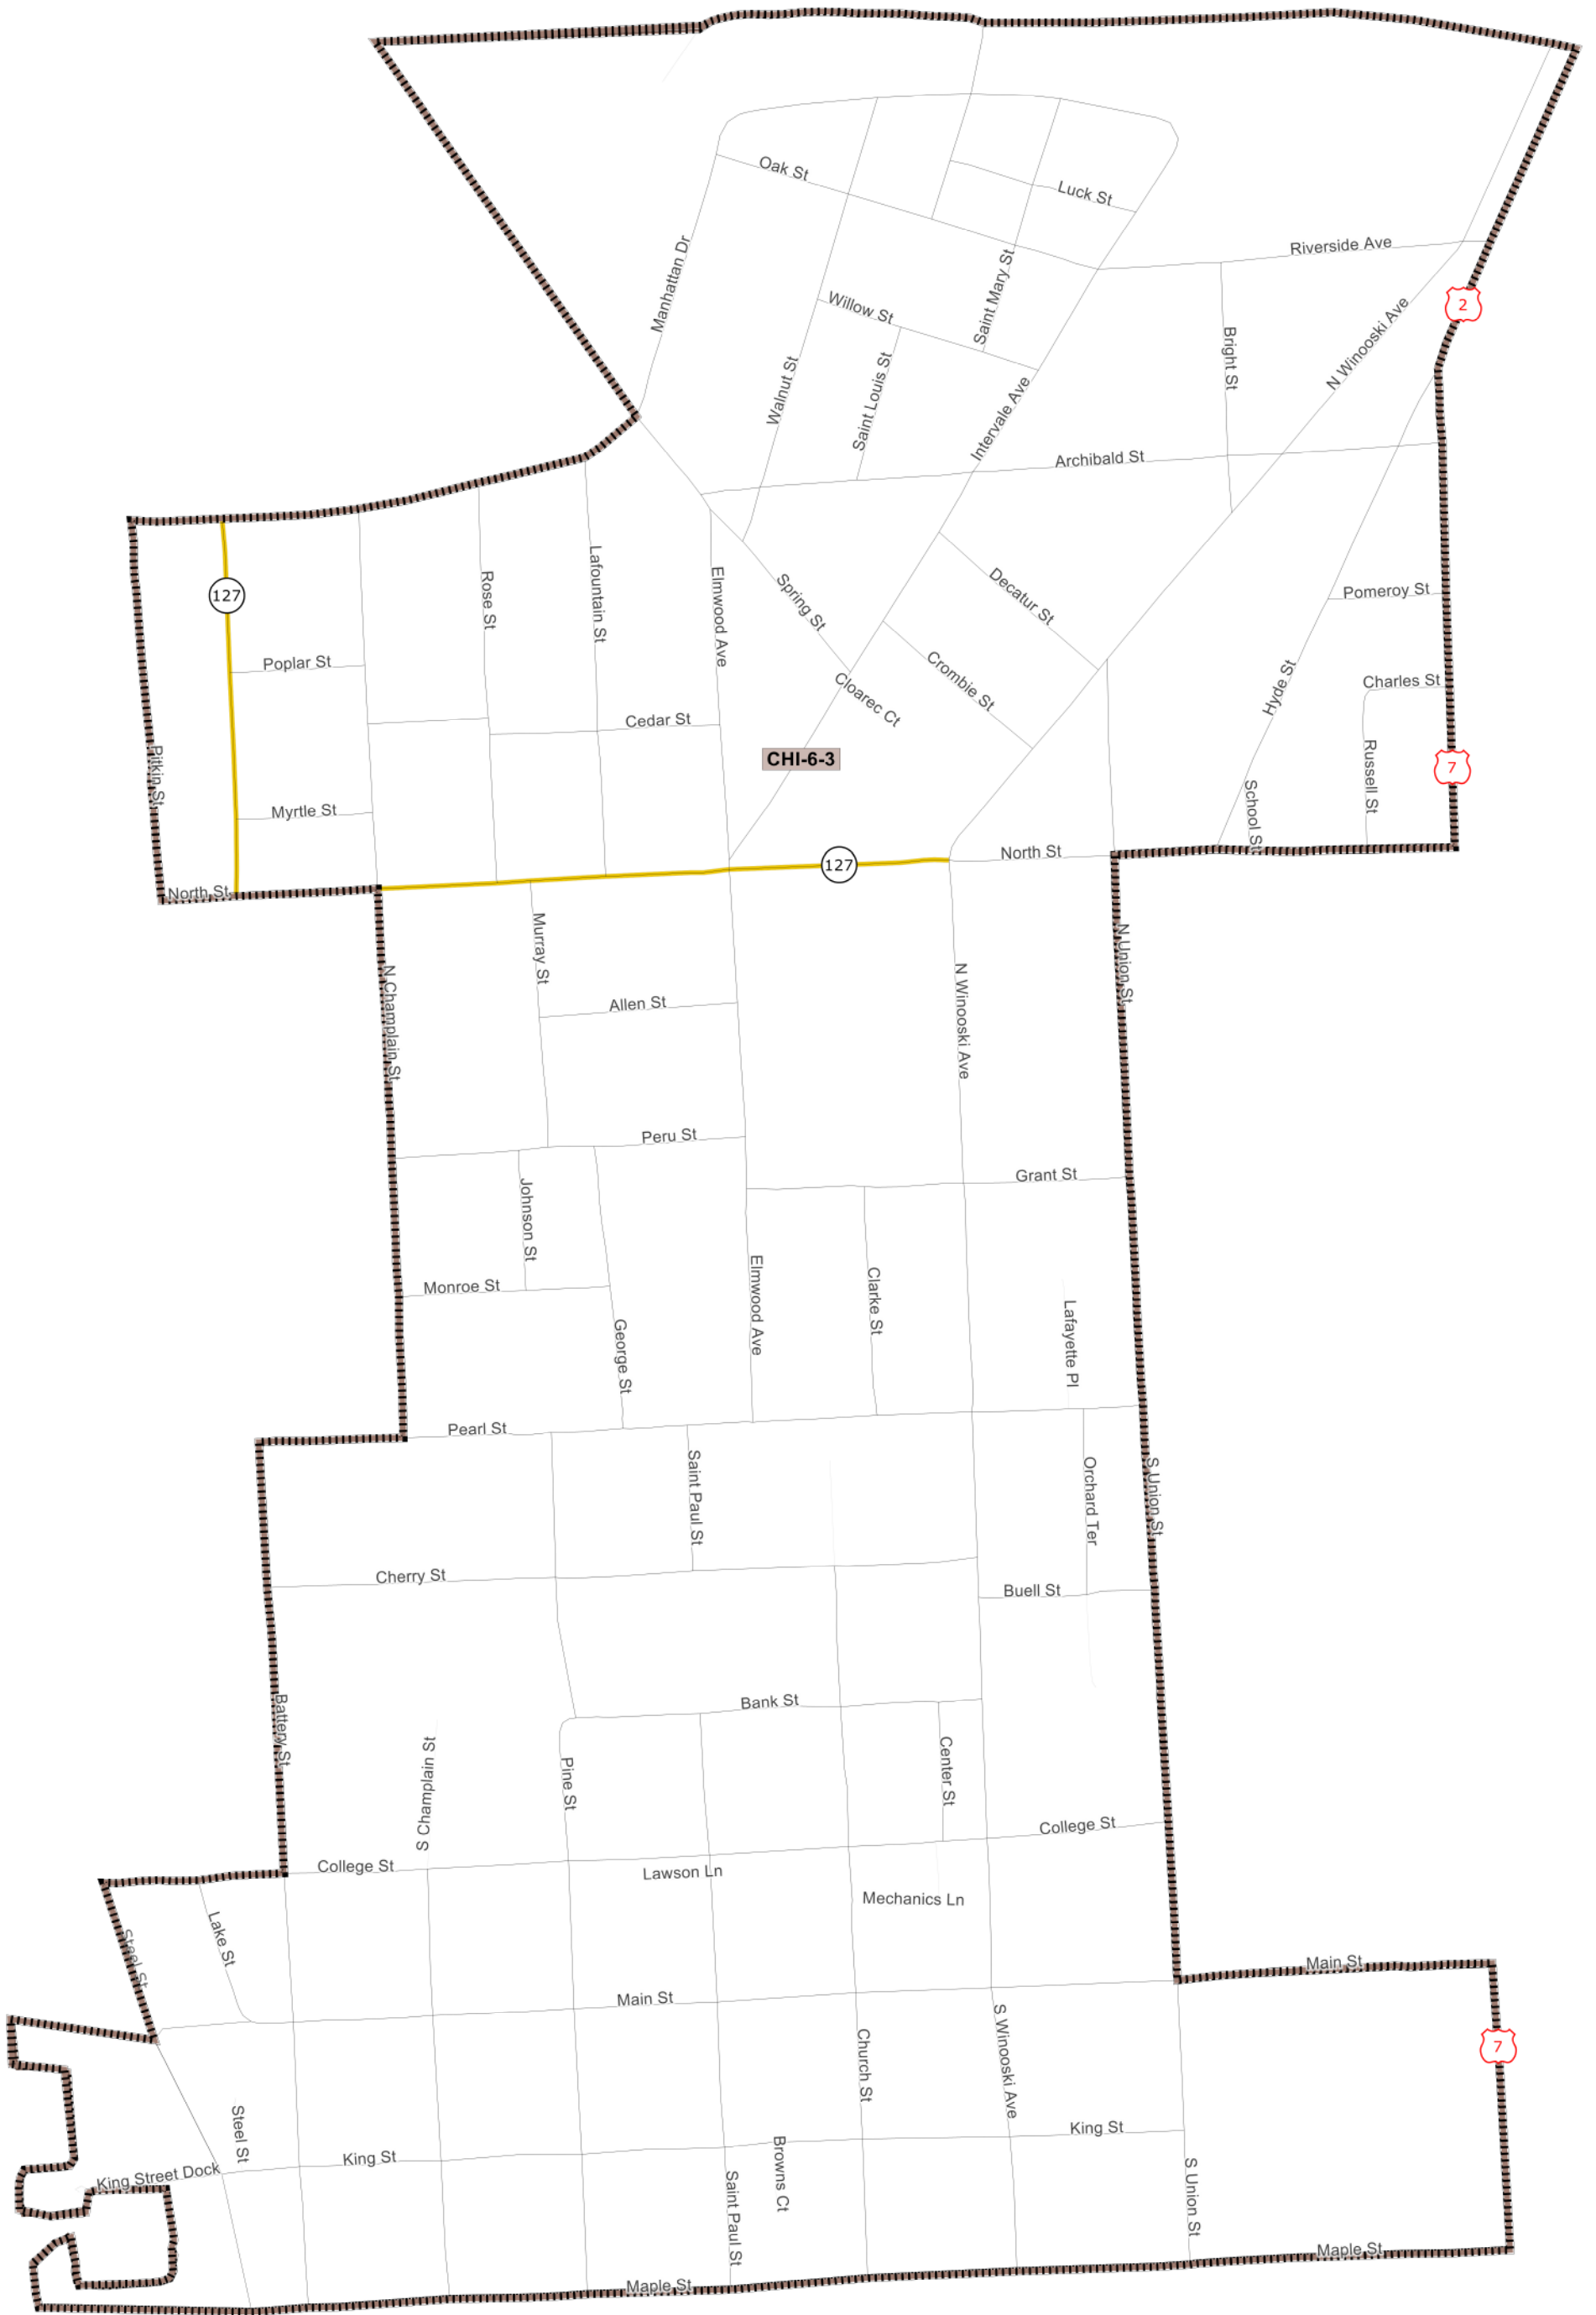 Oak St
Luck St
Manhattan Dr
Riverside Ave
Saint Mary St
Willow St
2
N Winooski Ave
Bright St
Walnut St
Saint Louis St
Intervale Ave
Archibald St
127
Rose St
Lafountain St
Elmwood Ave
Spring St
Decatur St
Pomeroy St
Poplar St
Crombie St
Cloarec Ct
Hyde St
Charles St
Cedar St
CHI-6-3
Pitkin St
Russell St
7
Myrtle St
School St
North St
127
North St
Murray St
N Champlain St
N Winooski Ave
N Union St
Allen St
Peru St
Grant St
Johnson St
Monroe St
Elmwood Ave
Clarke St
Lafayette Pl
George St
Pearl St
Saint Paul St
Orchard Ter
S Union St
Cherry St
Buell St
Bank St
Battery St
S Champlain St
Pine St
Center St
College St
College St
Lawson Ln
Mechanics Ln
Lake St
Steel St
Main St
Main St
S Winooski Ave
Church St
7
Steel St
King St
King St
King Street Dock
Browns Ct
Saint Paul St
S Union St
Maple St
Maple St